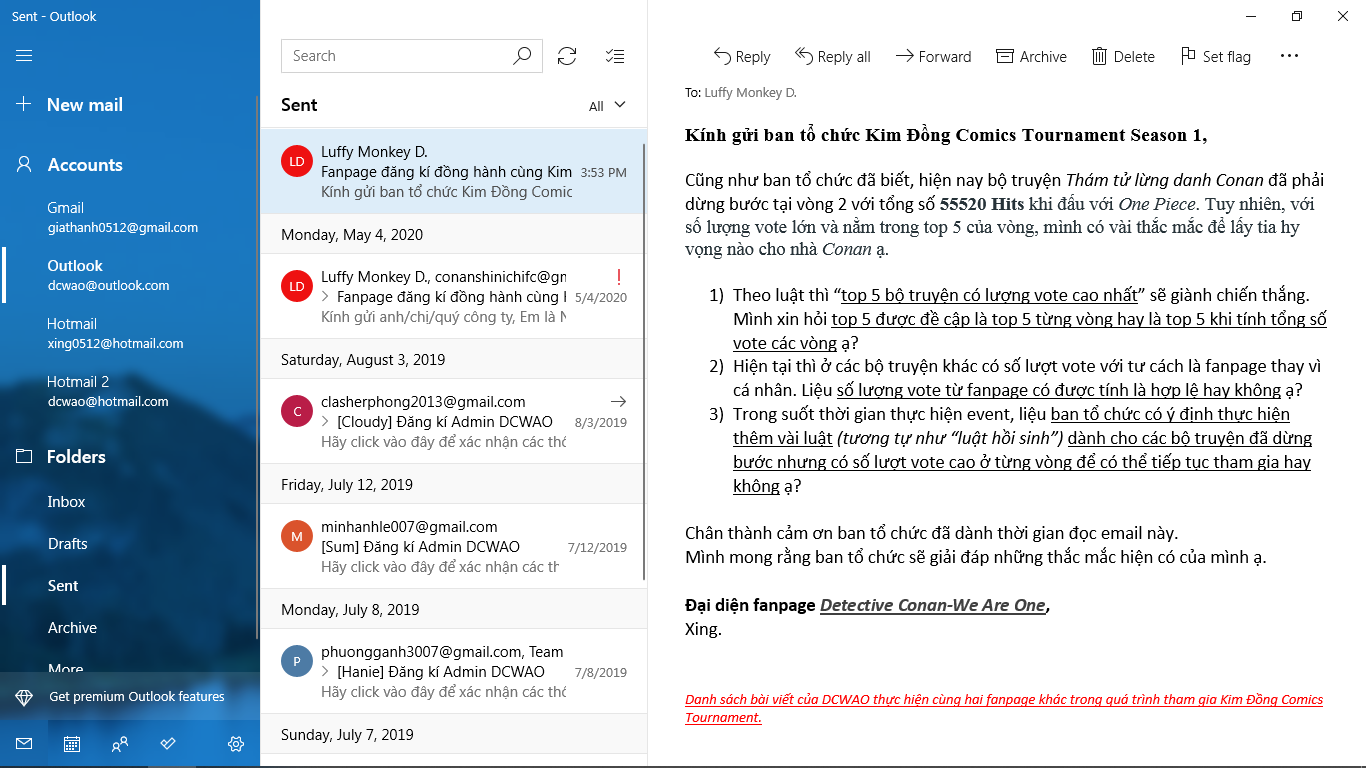 Sent - Outlook
New mail
Accounts
Gmail
giathanh0512@gmail.com
Outlook
dcwao@outlook.com
Hotmail
xing0512@hotmail.com
Hotmail 2
dcwao@hotmail.com
Folders
Inbox
Drafts
Sent
Archive
More
Get premium Outlook features
Search
Sent
All
LD
Luffy Monkey D.
Fanpage đăng kí đồng hành cùng Kim
3:53 PM
Kính gửi ban tổ chức Kim Đồng Comic
Monday, May 4, 2020
LD
Luffy Monkey D., conanshinichifc@gm
!
Fanpage đăng kí đồng hành cùng
5/4/2020
Kính gửi anh/chị/quý công ty, Em là N
Saturday, August 3, 2019
C
clasherphong2013@gmail.com
[Cloudy] Đăng kí Admin DCWAO
8/3/2019
Hãy click vào đây để xác nhận các thô
Friday, July 12, 2019
M
minhanhle007@gmail.com
[Sum] Đăng kí Admin DCWAO
7/12/2019
Hãy click vào đây để xác nhận các th
Monday, July 8, 2019
P
phuongganh3007@gmail.com, Team
[Hanie] Đăng kí Admin DCWAO
7/8/2019
Hãy click vào đây để xác nhận các thô
Sunday, July 7, 2019
Reply
Reply all
Forward
Archive
Delete
Set flag
To: Luffy Monkey D.
Kính gửi ban tổ chức Kim Đồng Comics Tournament Season 1,
Cũng như ban tổ chức đã biết, hiện nay bộ truyện Thám tử lừng danh Conan đã phải
dừng bước tại vòng 2 với tổng số 55520 Hits khi đấu với One Piece. Tuy nhiên, với
số lượng vote lớn và nằm trong top 5 của vòng, mình có vài thắc mắc để lấy tia hy
vọng nào cho nhà Conan ạ.
1) Theo luật thì “top 5 bộ truyện có lượng vote cao nhất” sẽ giành chiến thắng.
Mình xin hỏi top 5 được đề cập là top 5 từng vòng hay là top 5 khi tính tổng số
vote các vòng ạ?
2) Hiện tại thì ở các bộ truyện khác có số lượt vote với tư cách là fanpage thay vì
cá nhân. Liệu số lượng vote từ fanpage có được tính là hợp lệ hay không ạ?
3) Trong suốt thời gian thực hiện event, liệu ban tổ chức có ý định thực hiện
thêm vài luật (tương tự như “luật hồi sinh”) dành cho các bộ truyện đã dừng
bước nhưng có số lượt vote cao ở từng vòng để có thể tiếp tục tham gia hay
không ạ?
Chân thành cảm ơn ban tổ chức đã dành thời gian đọc email này.
Mình mong rằng ban tổ chức sẽ giải đáp những thắc mắc hiện có của mình ạ.
Đại diện fanpage Detective Conan-We Are One,
Xing.
Danh sách bài viết của DCWAO thực hiện cùng hai fanpage khác trong quá trình tham gia Kim Đồng Comics
Tournament.